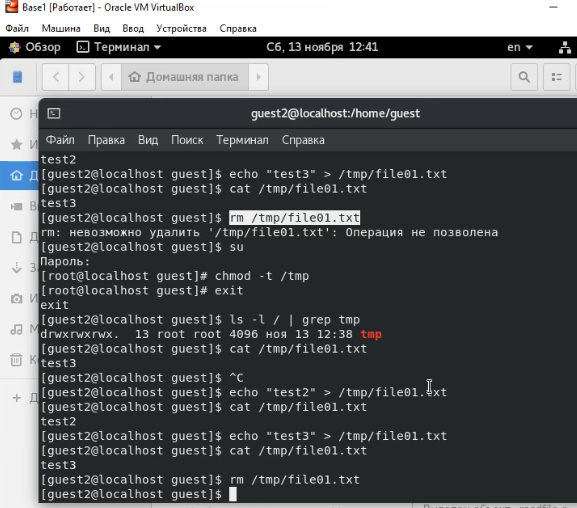 Base1 [Работает] - Oracle VM VirtualBox
Файл Машина Вид Ввод Устройства Справка
Обзор Терминал Сб, 13 ноября 12:41 en
Домашняя папка
guest2@localhost:/home/guest
Файл Правка Вид Поиск Терминал Справка
test2
[guest2@localhost guest]$ echo "test3" > /tmp/file01.txt
[guest2@localhost guest]$ cat /tmp/file01.txt
test3
[guest2@localhost guest]$ rm /tmp/file01.txt
rm: невозможно удалить '/tmp/file01.txt': Операция не позволена
[guest2@localhost guest]$ su
Пароль:
[root@localhost guest]# chmod -t /tmp
[root@localhost guest]# exit
exit
[guest2@localhost guest]$ ls -l / | grep tmp
drwxrwxrwx. 13 root root 4096 ноя 13 12:38 tmp
[guest2@localhost guest]$ cat /tmp/file01.txt
test3
[guest2@localhost guest]$ ^C
[guest2@localhost guest]$ echo "test2" > /tmp/file01.txt
[guest2@localhost guest]$ cat /tmp/file01.txt
test2
[guest2@localhost guest]$ echo "test3" > /tmp/file01.txt
[guest2@localhost guest]$ cat /tmp/file01.txt
test3
[guest2@localhost guest]$ rm /tmp/file01.txt
[guest2@localhost guest]$